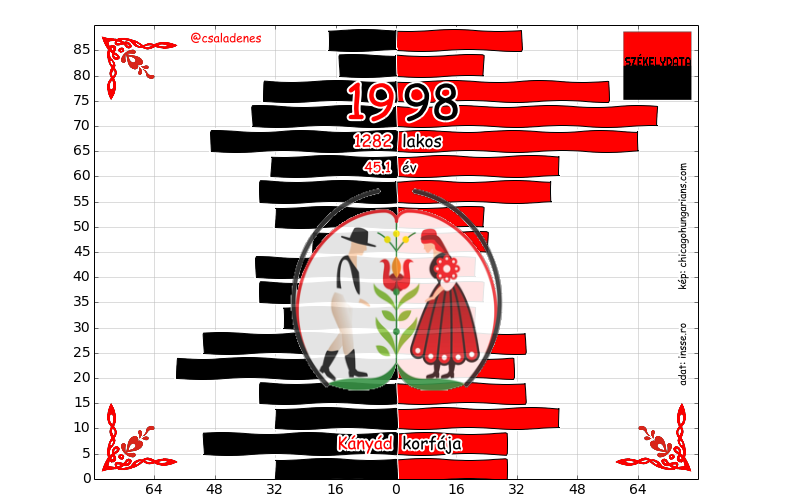 @csaladenes
SZÉKELYDATA
1998
1282 lakos
45.1 év
kép: chicagohungarians.com
adat: insse.ro
Kányád korfája
85
80
75
70
65
60
55
50
45
40
35
30
25
20
15
10
5
0
64 48 32 16 0 16 32 48 64